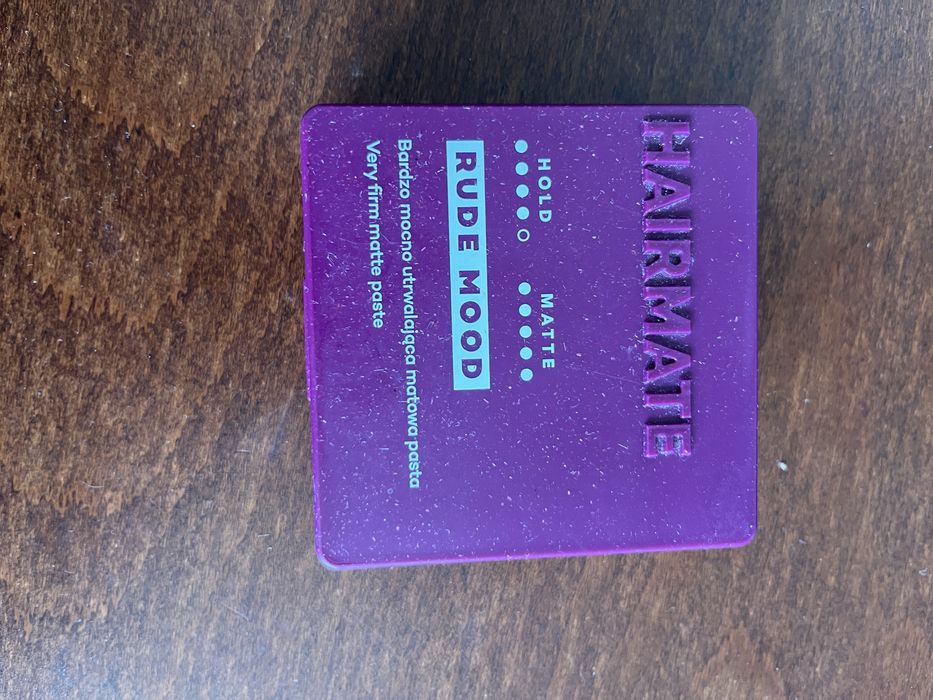 HAIRMATE
HOLD MATTE
RUDE MOOD
Bardzo mocno utrwalająca matowa pasta
Very firm matte paste